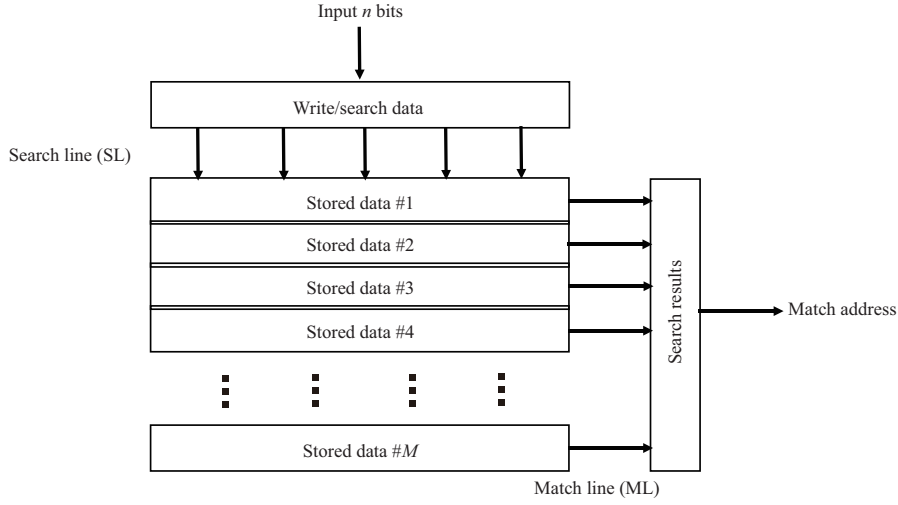 Input n bits
Write/search data
Search line (SL)
Stored data #1
Stored data #2
Stored data #3
Stored data #4
Stored data #M
Search results
Match address
Match line (ML)